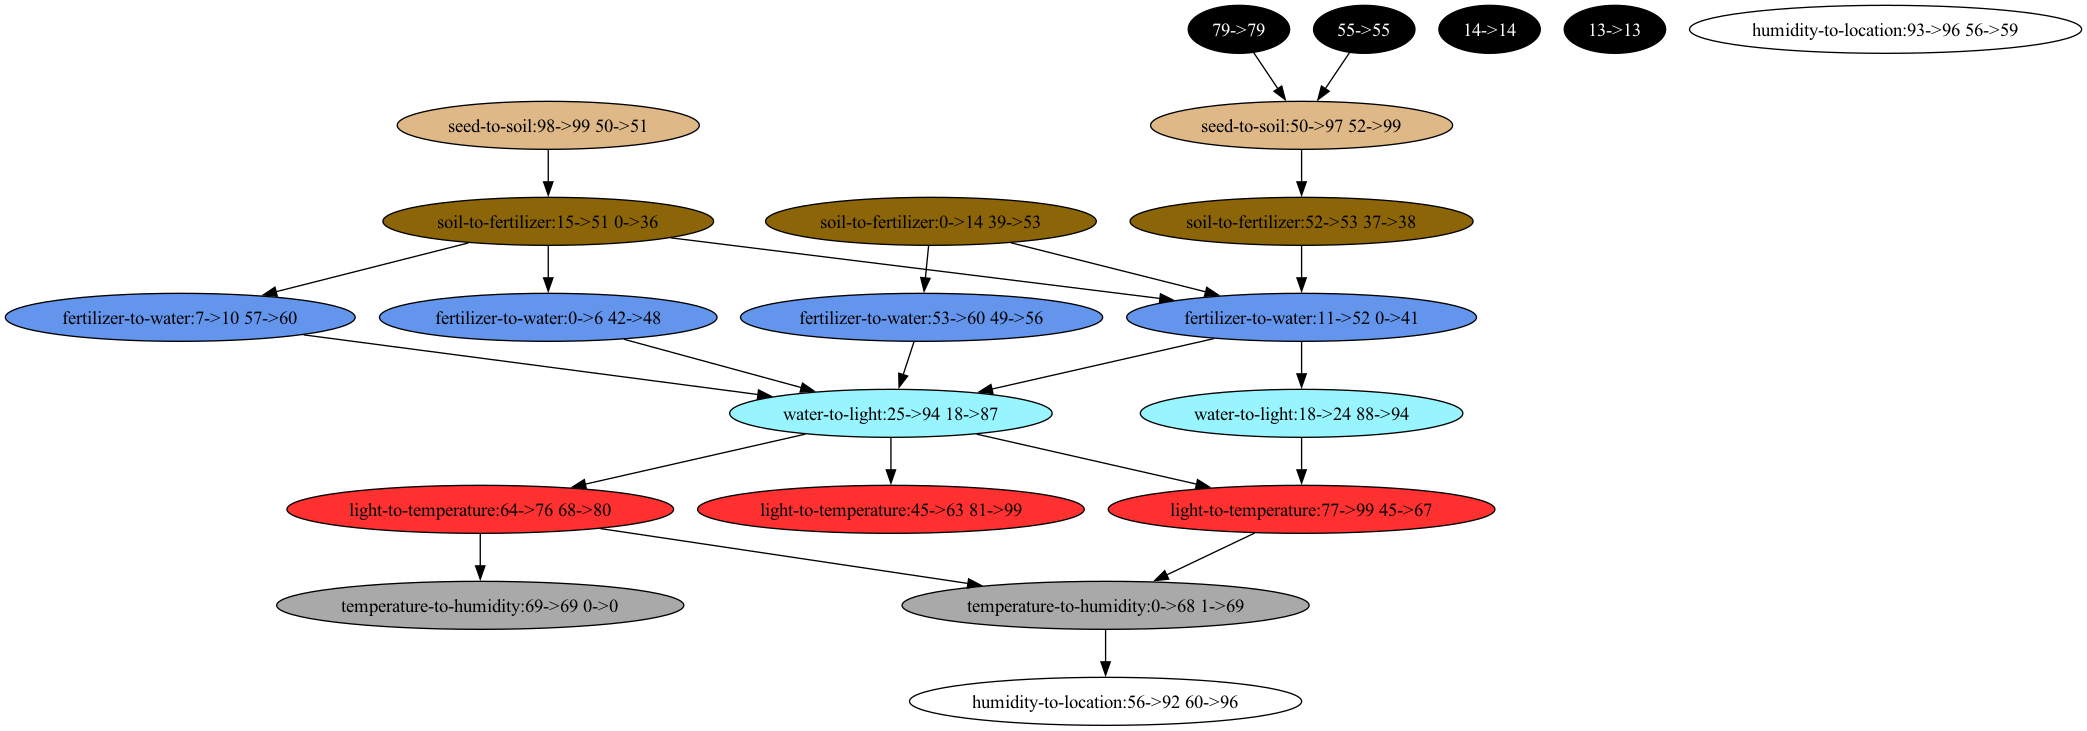 79->79
55->55
14->14
13->13
humidity-to-location:93->96 56->59
seed-to-soil:98->99 50->51
seed-to-soil:50->97 52->99
soil-to-fertilizer:15->51 0->36
soil-to-fertilizer:0->14 39->53
soil-to-fertilizer:52->53 37->38
fertilizer-to-water:7->10 57->60
fertilizer-to-water:0->6 42->48
fertilizer-to-water:53->60 49->56
fertilizer-to-water:11->52 0->41
water-to-light:25->94 18->87
water-to-light:18->24 88->94
light-to-temperature:64->76 68->80
light-to-temperature:45->63 81->99
light-to-temperature:77->99 45->67
temperature-to-humidity:69->69 0->0
temperature-to-humidity:0->68 1->69
humidity-to-location:56->92 60->96